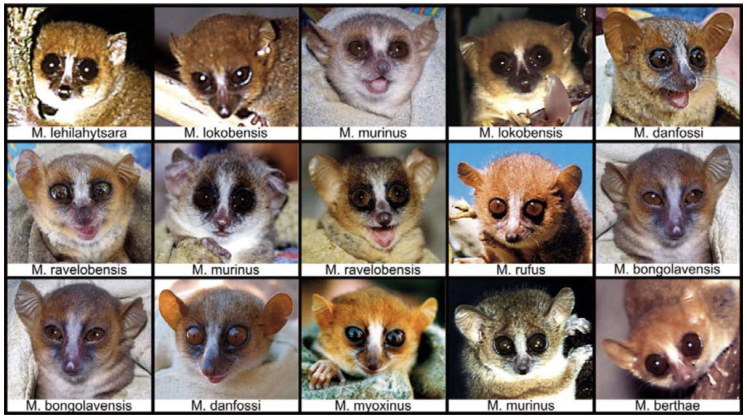 M. lehilahytsara
M. lokobensis
M. murinus
M. lokobensis
M. danfossi
M. ravelobensis
M. murinus
M. ravelobensis
M. rufus
M. bongolavensis
M. bongolavensis
M. danfossi
M. myoxinus
M. murinus
M. berthae